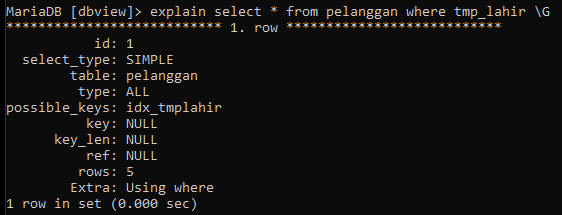 MariaDB [dbview]> explain select * from pelanggan where tmp_lahir \G
*************************** 1. row ***************************
id: 1
select_type: SIMPLE
table: pelanggan
type: ALL
possible_keys: idx_tmplahir
key: NULL
key_len: NULL
ref: NULL
rows: 5
Extra: Using where
1 row in set (0.000 sec)